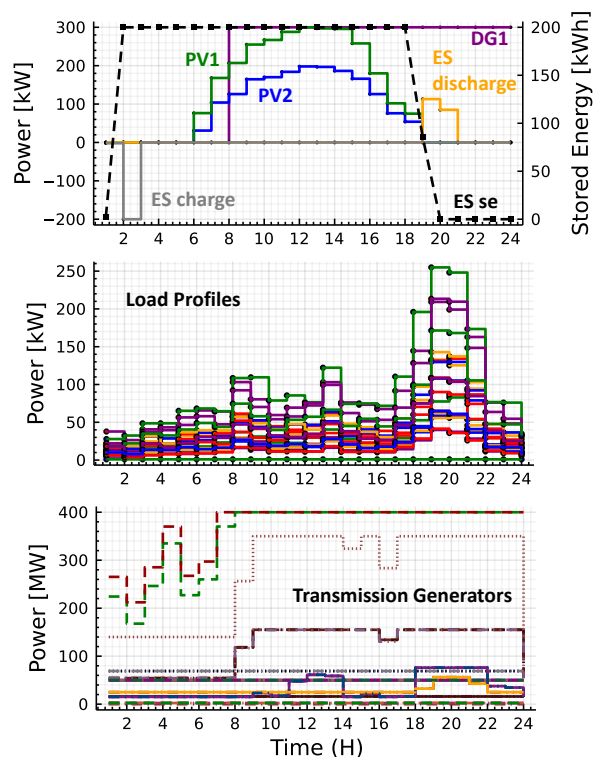 300
200
100
0
−100
−200
Power [kW]
PV1
PV2
DG1
ES
discharge
ES charge
ES se
200
160
120
80
40
0
Stored Energy [kWh]
2 4 6 8 10 12 14 16 18 20 22 24
250
200
150
100
50
0
Power [kW]
Load Profiles
2 4 6 8 10 12 14 16 18 20 22 24
400
300
200
100
0
Power [MW]
Transmission Generators
2 4 6 8 10 12 14 16 18 20 22 24
Time (H)